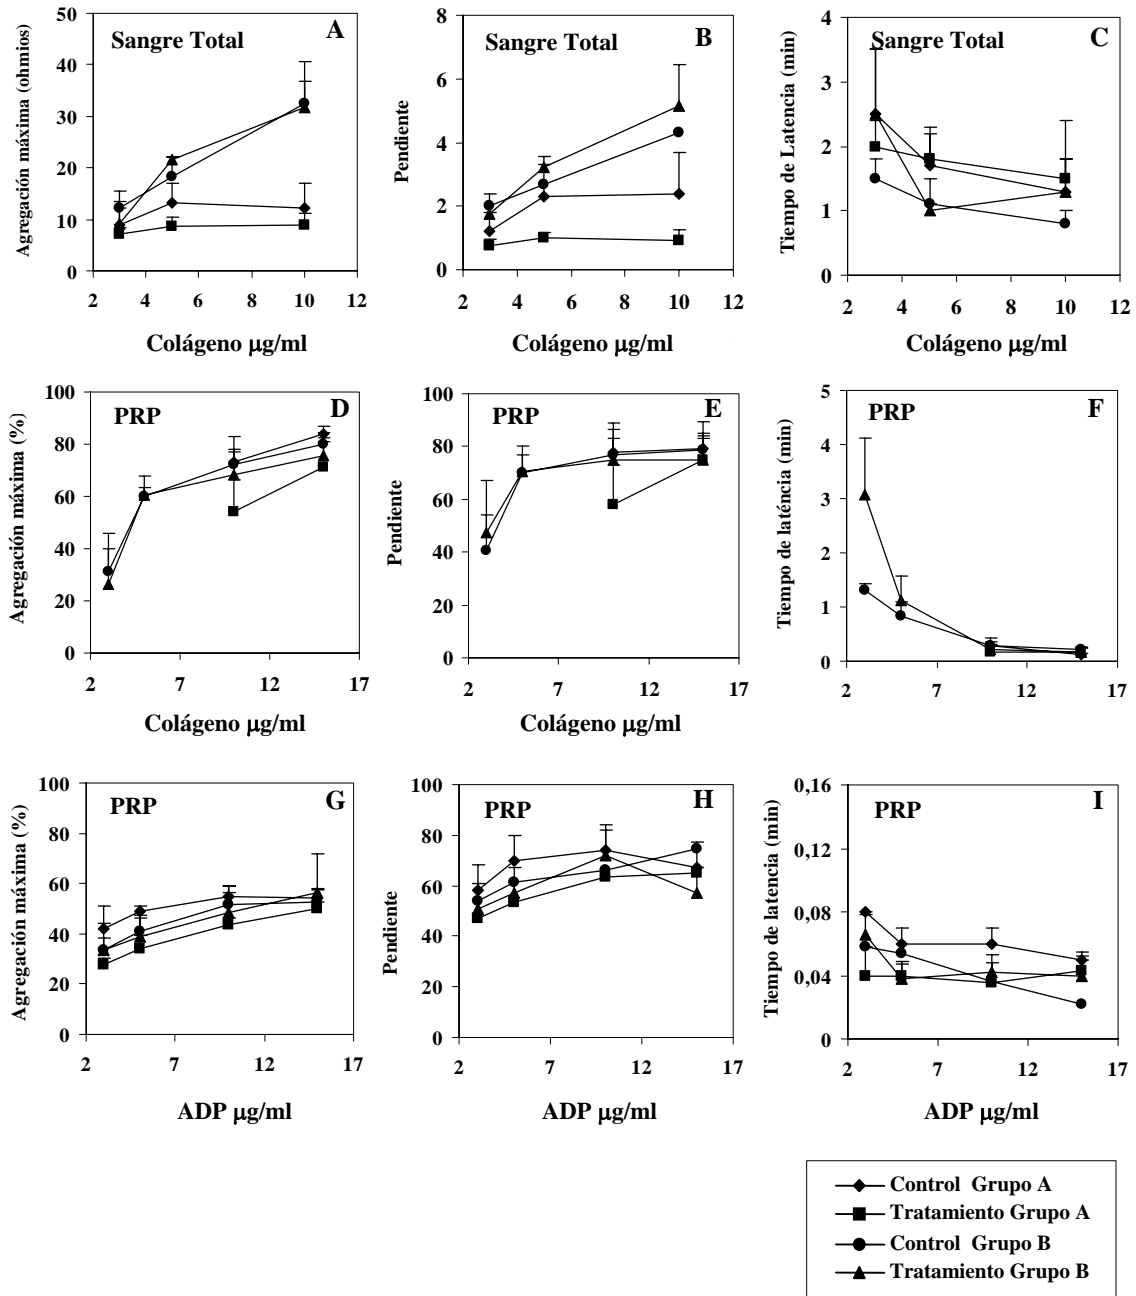 Agregación máxima (ohmios)
50
40
30
20
10
0
Sangre Total
A
2 4 6 8 10 12
Colágeno µg/ml
Pendiente
8
6
4
2
0
Sangre Total
B
2 4 6 8 10 12
Colágeno µg/ml
Tiempo de Latencia (min)
4
3
2
1
0
Sangre Total
C
2 4 6 8 10 12
Colágeno µg/ml
Agregación máxima (%)
100
80
60
40
20
0
PRP
D
2 7 12 17
Colágeno µg/ml
Pendiente
100
80
60
40
20
0
PRP
E
2 7 12 17
Colágeno µg/ml
Tiempo de laténcia (min)
5
4
3
2
1
0
PRP
F
2 7 12 17
Agregación máxima (%)
100
80
60
40
20
0
PRP
G
2 7 12 17
ADP µg/ml
Pendiente
100
80
60
40
20
0
PRP
H
2 7 12 17
ADP µg/ml
Tiempo de latencia (min)
0,16
0,12
0,08
0,04
0
PRP
I
2 7 12 17
ADP µg/ml
Control Grupo A
Tratamiento Grupo A
Control Grupo B
Tratamiento Grupo B